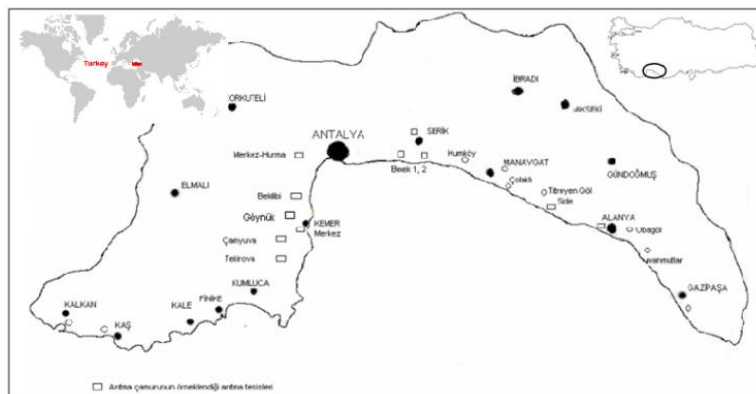 Turkey
KORKUTELİ
İBRADI
AKSEKİ
ANTALYA
SERİK
Merkez-Hurma
Belek 1, 2
Kumköy
MANAVGAT
GÜNDOĞMUŞ
ELMALI
Beldibi
Çolaklı
Titreyen Göl
Side
Göynük
KEMER
Merkez
ALANYA
Obagöl
Çamyuva
Mahmutlar
Tekirova
KUMLUCA
GAZİPAŞA
FİNİKE
KALKAN
KALE
KAŞ
Arıtma çamurunun örneklendiği arıtma tesisleri